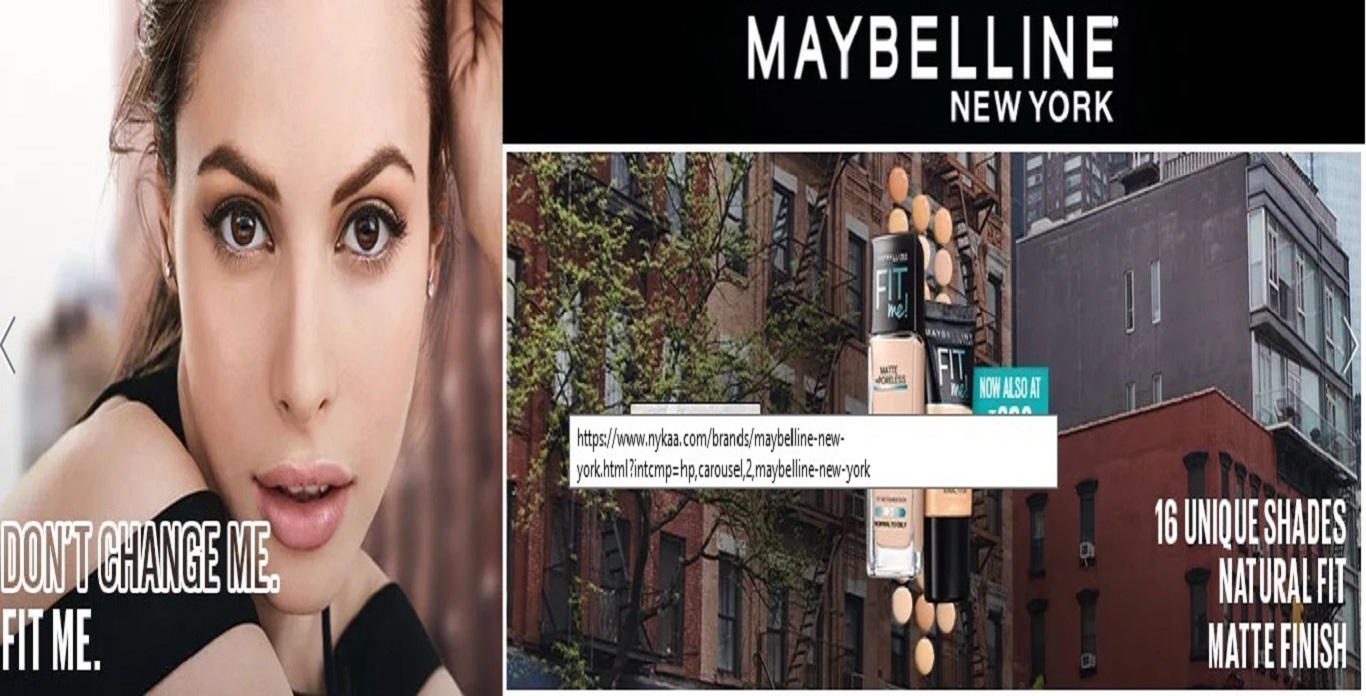 DON'T CHANGE ME.
FIT ME.
MAYBELLINE
NEW YORK
MAYBELLINE
FIT
me!
MATTE
+PORELESS
NORMAL TO OILY
FIT
me!
NOW ALSO AT
https://www.nykaa.com/brands/maybelline-new-
york.html?intcmp=hp,carousel,2,maybelline-new-york
16 UNIQUE SHADES
NATURAL FIT
MATTE FINISH